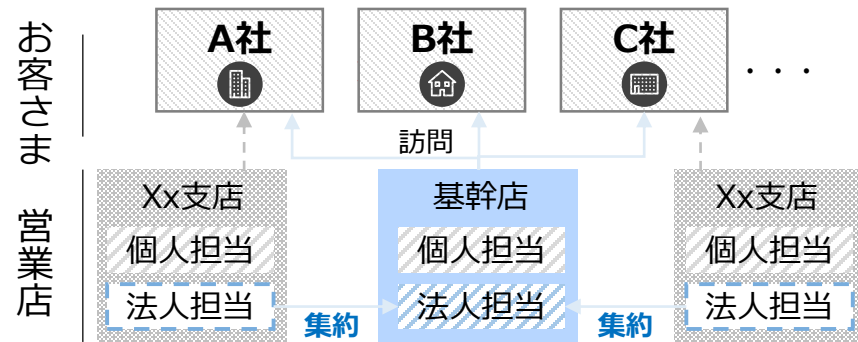 お客さま
A社
B社
C社
・・・
訪問
営業店
Xx支店
個人担当
法人担当
集約
基幹店
個人担当
法人担当
集約
Xx支店
個人担当
法人担当